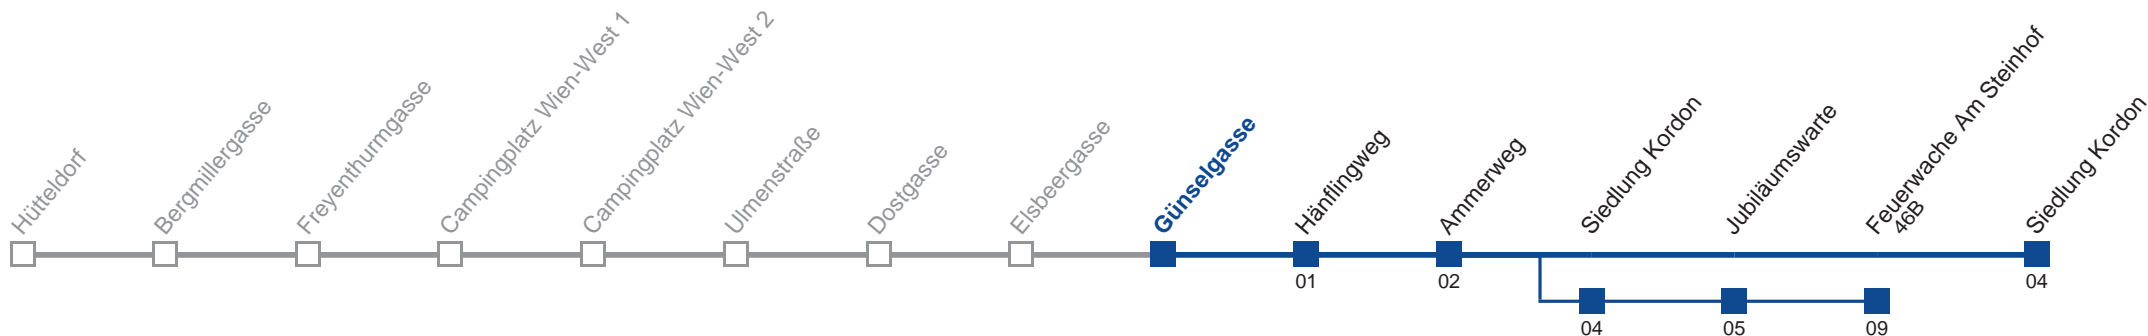 Hütteldorf
Bergmillergasse
Freyenthurmgasse
Campingplatz Wien-West 1
Campingplatz Wien-West 2
Ulmenstraße
Dostgasse
Elsbeergasse
Günselgasse
Hänflingweg
Ammerweg
Siedlung Kordon
Jubiläumswarte
Feuerwache Am Steinhof
46B
Siedlung Kordon
01
02
04
04
05
09